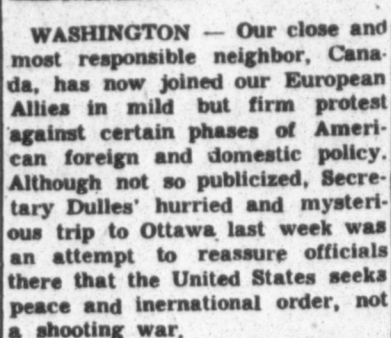 WASHINGTON — Our close and
most responsible neighbor, Cana-
da, has now joined our European
Allies in mild but firm protest
against certain phases of Ameri-
can foreign and domestic policy.
Although not so publicized, Secre-
tary Dulles' hurried and mysteri-
ous trip to Ottawa last week was
an attempt to reassure officials
there that the United States seeks
peace and inernational order, not
a shooting war.